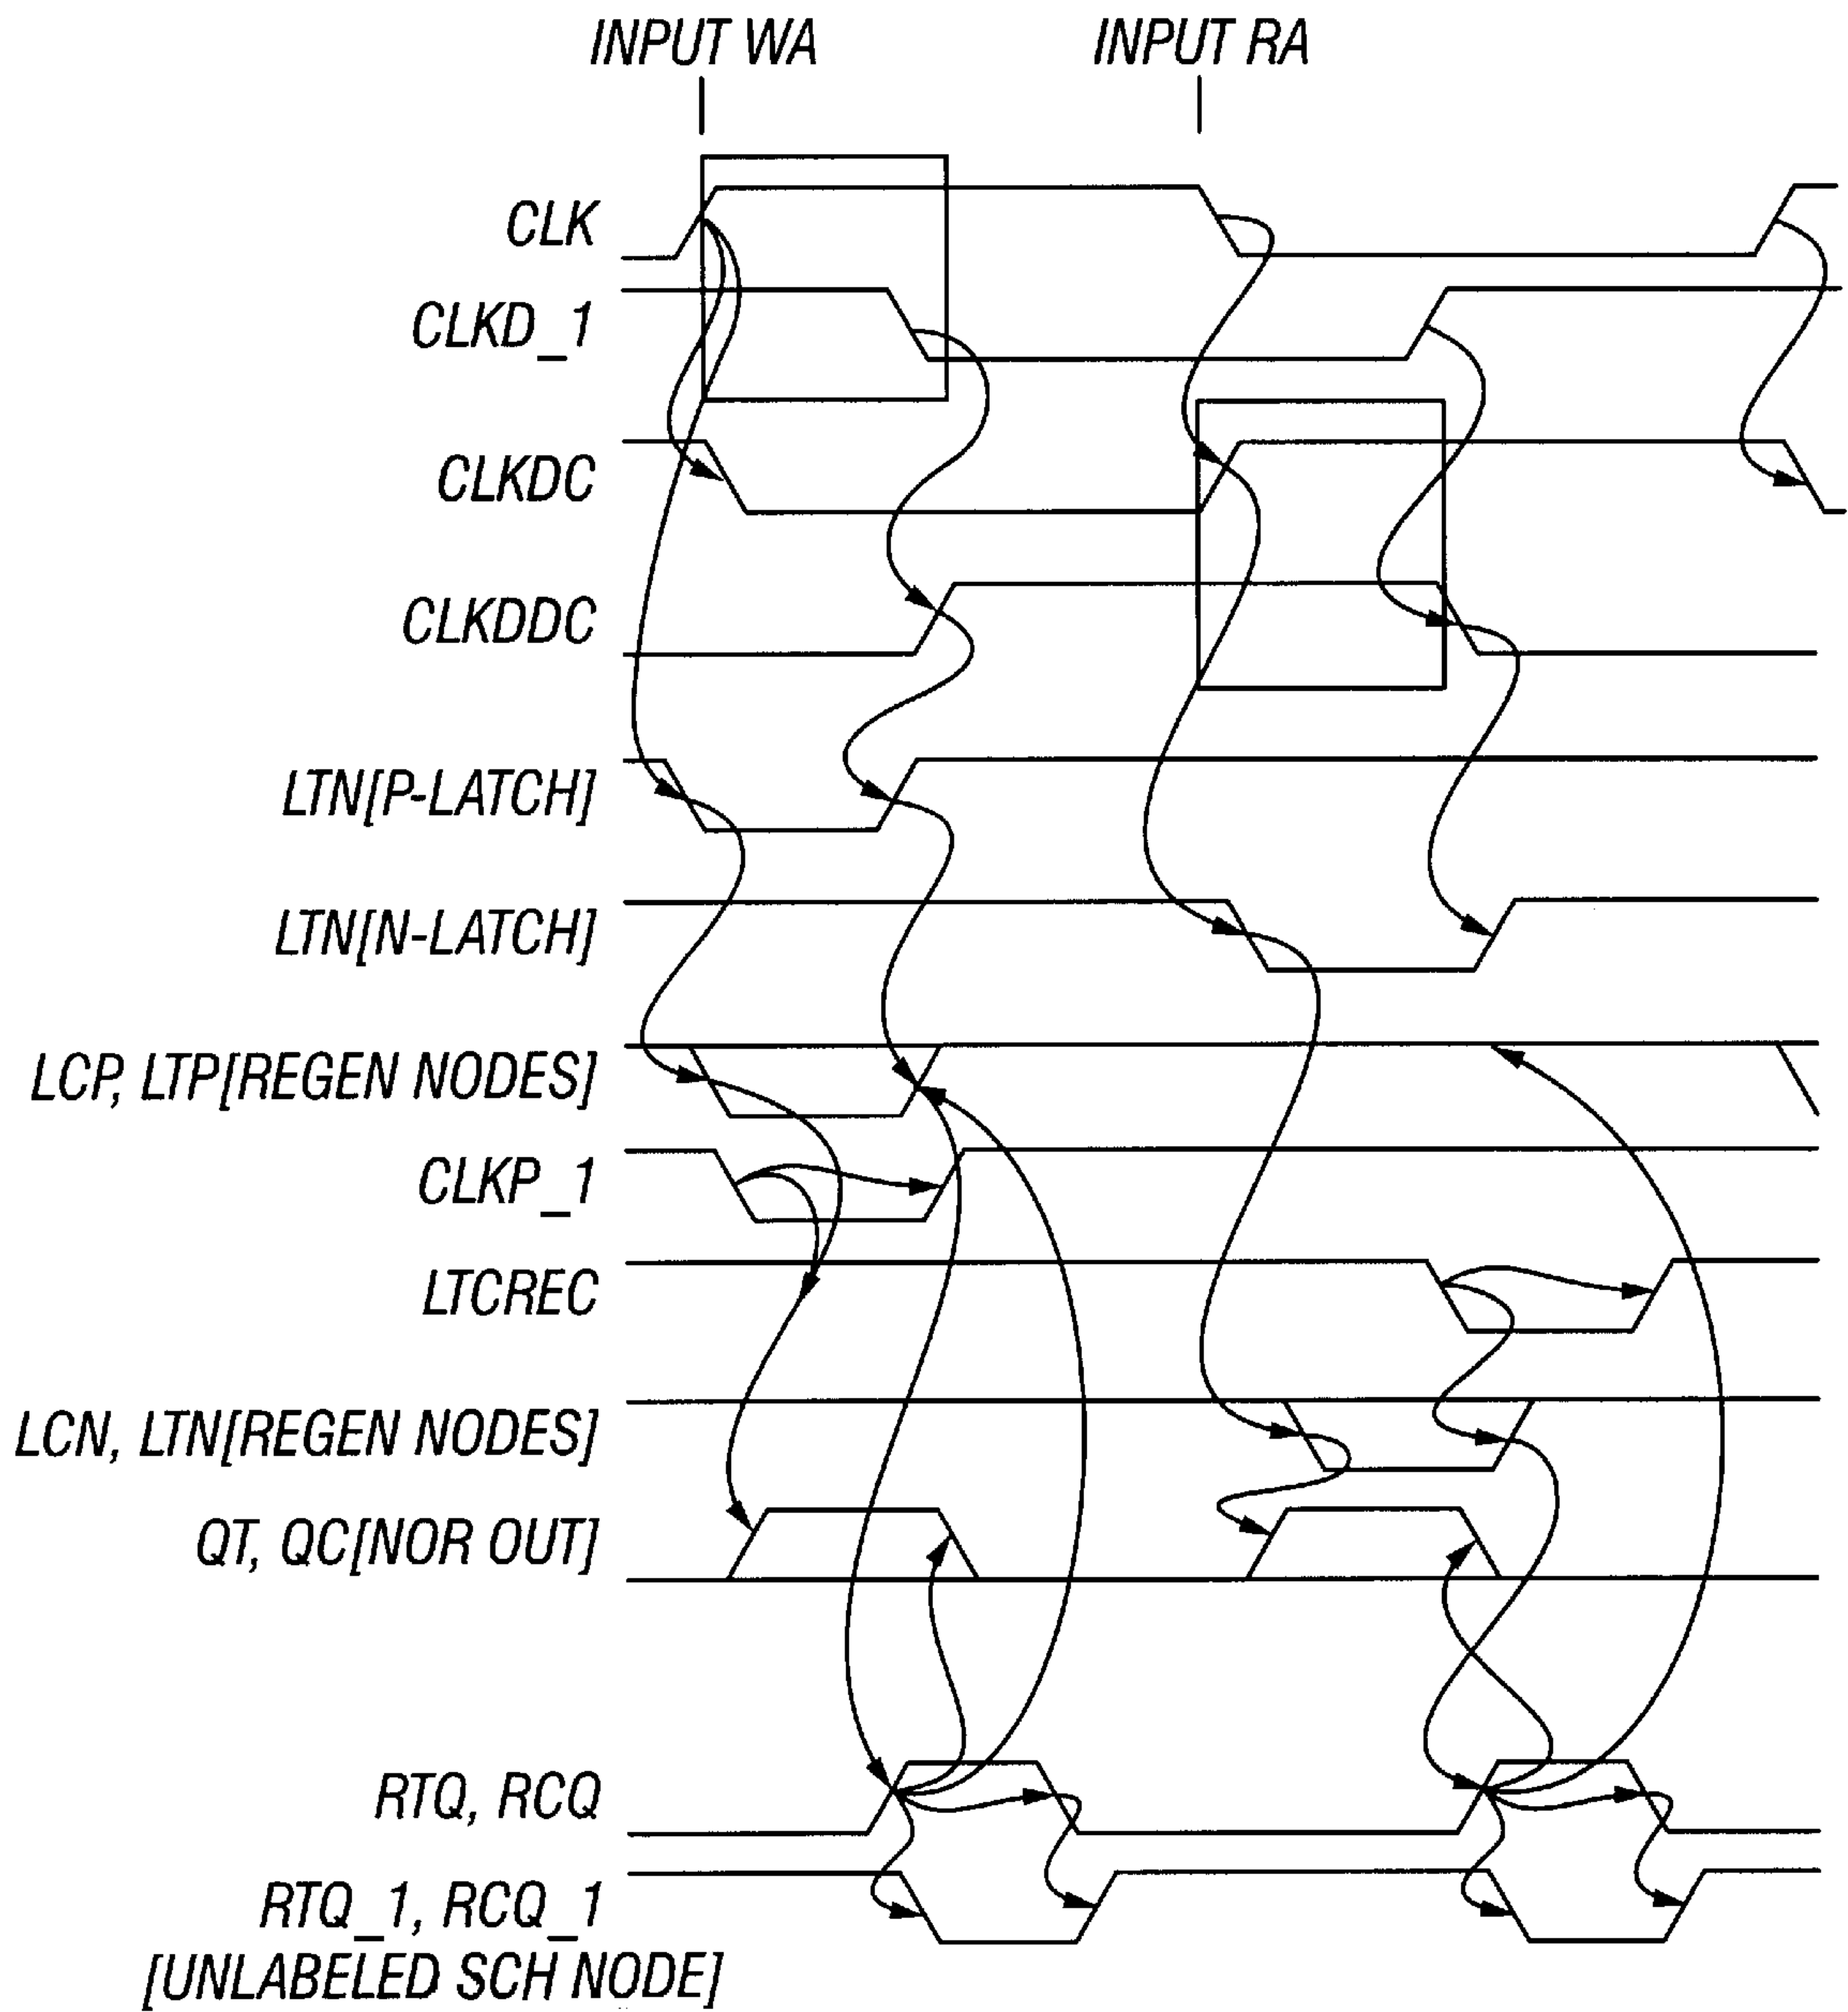 INPUT WA
INPUT RA
CLK
CLKD_1
CLKDC
CLKDDC
LTN[P-LATCH]
LTN[N-LATCH]
LCP, LTP[REGEN NODES]
CLKP_1
LTCREC
LCN, LTN[REGEN NODES]
QT, QC[NOR OUT]
RTQ, RCQ
RTQ_1, RCQ_1
[UNLABELED SCH NODE]